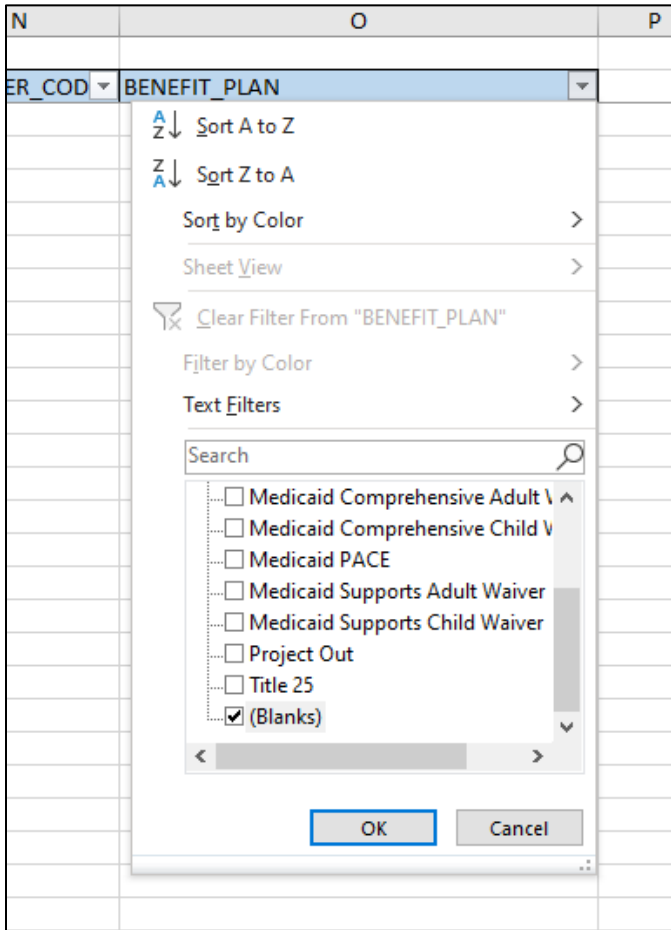 N O P
ER_COD BENEFIT_PLAN
Sort A to Z
Sort Z to A
Sort by Color
Sheet View
Clear Filter From "BENEFIT_PLAN"
Filter by Color
Text Filters
Search
Medicaid Comprehensive Adult
Medicaid Comprehensive Child
Medicaid PACE
Medicaid Supports Adult Waiver
Medicaid Supports Child Waiver
Project Out
Title 25
(Blanks)
OK Cancel